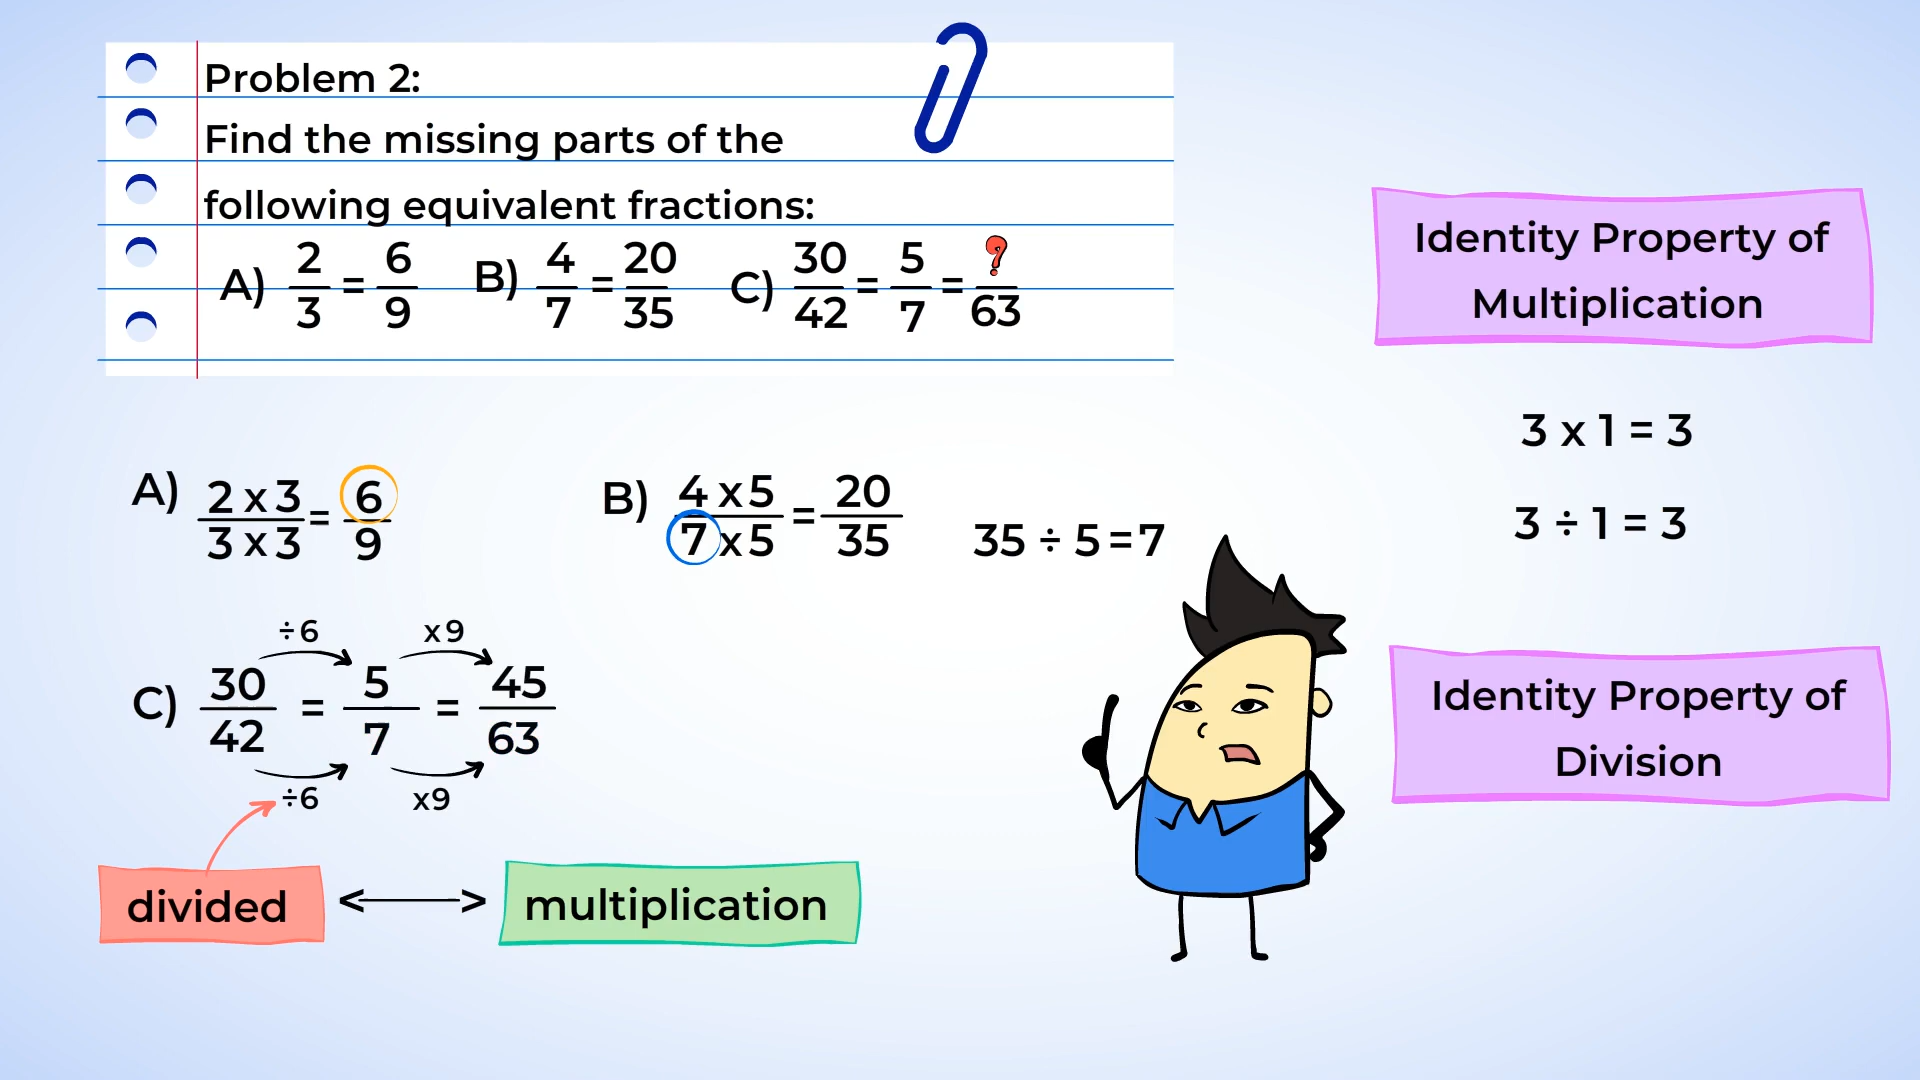 Problem 2:
Find the missing parts of the
following equivalent fractions:
A) 2/3 = 6/9 B) 4/7 = 20/35 C) 30/42 = 5/7 = ?/63
Identity Property of
Multiplication
3 x 1 = 3
3 ÷ 1 = 3
A) 2 x 3 / 3 x 3 = 6/9
B) 4 x 5 / 7 x 5 = 20/35
35 ÷ 5 = 7
÷6 x9
C) 30/42 = 5/7 = 45/63
÷6 x9
Identity Property of
Division
divided <-> multiplication